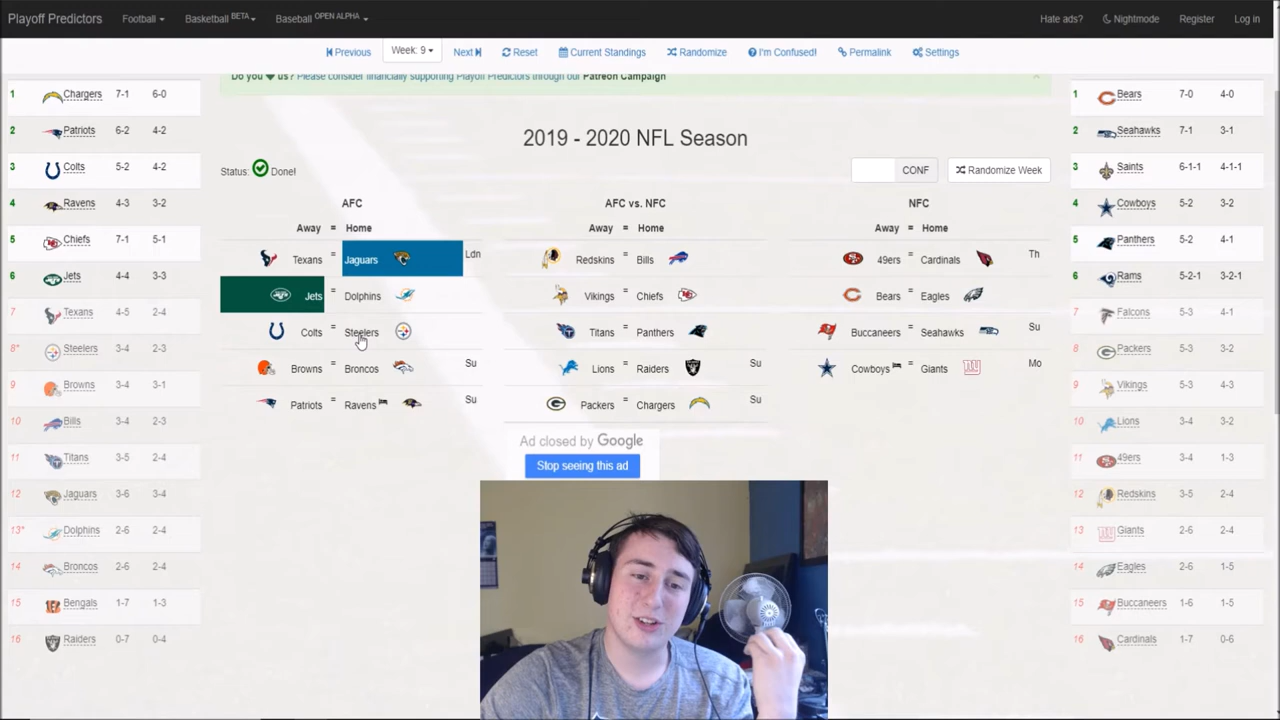 Playoff Predictors Football Basketball BETA Baseball OPEN ALPHA Hate ads? Nightmode Register Log in
Previous Week: 9 Next Reset Current Standings Randomize I'm Confused! Permalink Settings
Do you us? Please consider financially supporting Playoff Predictors through our Patreon Campaign
1 Chargers 7-1 6-0
2 Patriots 6-2 4-2
3 Colts 5-2 4-2
4 Ravens 4-3 3-2
5 Chiefs 7-1 5-1
6 Jets 4-4 3-3
7 Texans 4-5 2-4
8* Steelers 3-4 2-3
9 Browns 3-4 3-1
10 Bills 3-4 2-3
11 Titans 3-5 2-4
12 Jaguars 3-6 3-4
13* Dolphins 2-6 2-4
14 Broncos 2-6 2-4
15 Bengals 1-7 1-3
16 Raiders 0-7 0-4
2019 - 2020 NFL Season
Status: Done!
CONF Randomize Week
AFC
Away = Home
Texans = Jaguars Ldn
Jets = Dolphins
Colts = Steelers
Browns = Broncos Su
Patriots = Ravens Su
AFC vs. NFC
Away = Home
Redskins = Bills
Vikings = Chiefs
Titans = Panthers
Lions = Raiders Su
Packers = Chargers Su
NFC
Away = Home
49ers = Cardinals Th
Bears = Eagles
Buccaneers = Seahawks Su
Cowboys = Giants Mo
Ad closed by Google
Stop seeing this ad
1 Bears 7-0 4-0
2 Seahawks 7-1 3-1
3 Saints 6-1-1 4-1-1
4 Cowboys 5-2 3-2
5 Panthers 5-2 4-1
6 Rams 5-2-1 3-2-1
7 Falcons 5-3 3-2
8 Packers 5-3 3-2
9 Vikings 5-3 4-3
10 Lions 3-4 3-2
11 49ers 3-4 1-3
12 Redskins 3-5 2-4
13 Giants 2-6 2-4
14 Eagles 2-6 1-5
15 Buccaneers 1-6 1-5
16 Cardinals 1-7 0-6